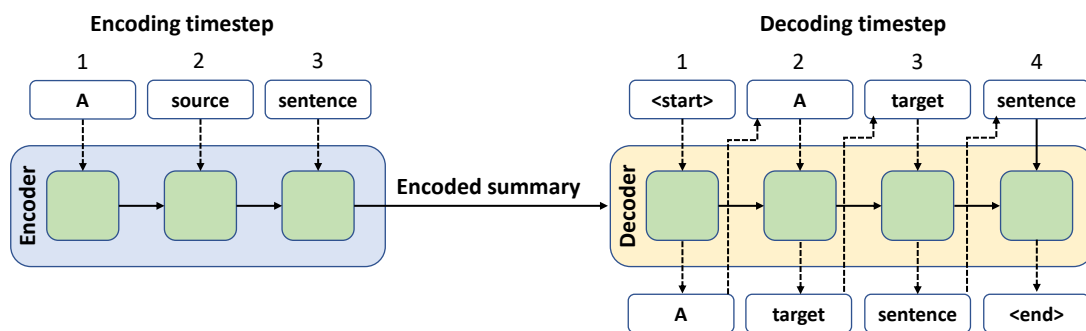 Encoding timestep
1 2 3
A source sentence
Encoder
Encoded summary
Decoding timestep
1 2 3 4
<start> A target sentence
Decoder
A target sentence <end>